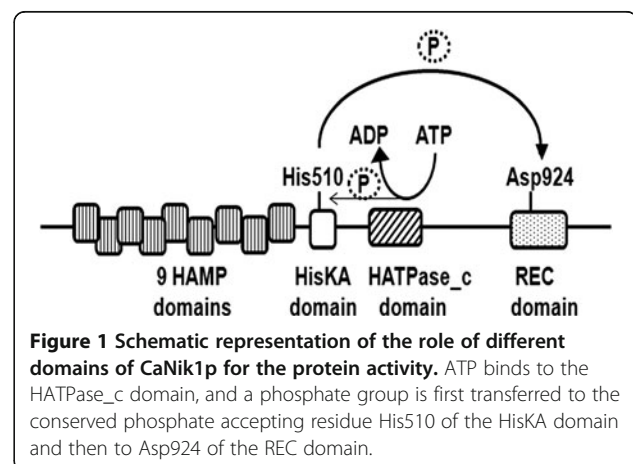 P
ADP ATP
His510 P Asp924
9 HAMP HisKA HATPase_c REC
domains domain domain domain
Figure 1 Schematic representation of the role of different
domains of CaNik1p for the protein activity. ATP binds to the
HATPase_c domain, and a phosphate group is first transferred to the
conserved phosphate accepting residue His510 of the HisKA domain
and then to Asp924 of the REC domain.